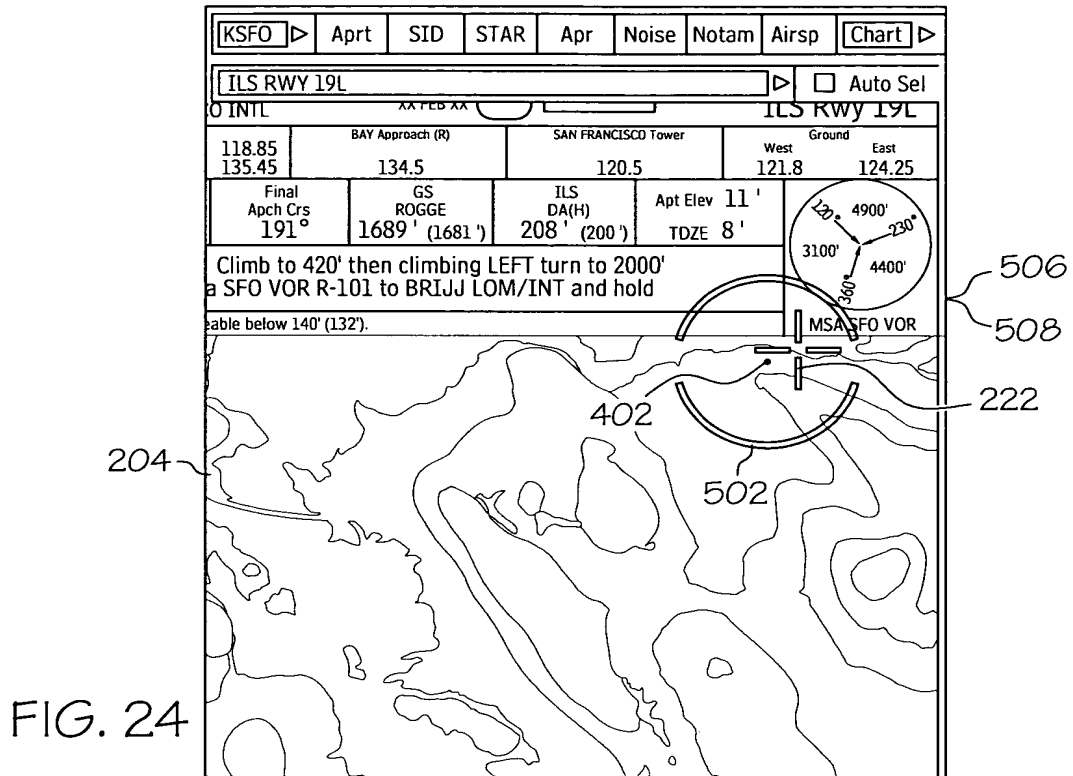 KSFO Aprt SID STAR Apr Noise Notam Airsp Chart
ILS RWY 19L Auto Sel
O INTL XX FEB XX ILS Rwy 19L
BAY Approach (R) SAN FRANCISCO Tower Ground
West East
118.85
135.45 134.5 120.5 121.8 124.25
Final GS ILS Apt Elev 11'
Apch Crs ROGGE DA(H)
191° 1689' (1681') 208' (200') TDZE 8'
120° 4900' 230°
3100' 4400'
360°
Climb to 420' then climbing LEFT turn to 2000'
a SFO VOR R-101 to BRIJJ LOM/INT and hold
eable below 140' (132'). MSA SFO VOR
506
508
402
222
204
502
FIG. 24